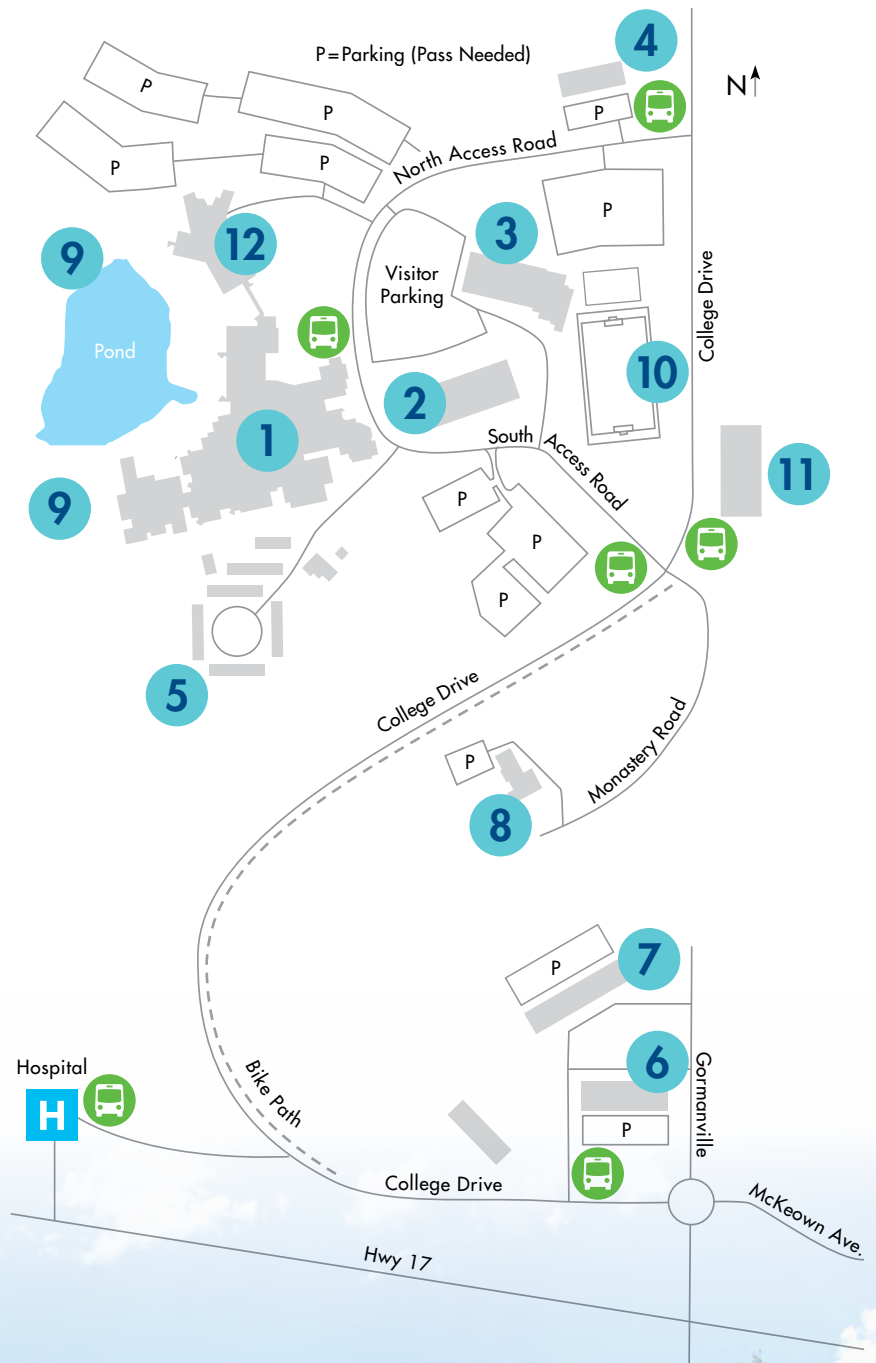 4
P=Parking (Pass Needed)
N
P
P
P
P
P
P
North Access Road
P
3
12
9
Visitor
Parking
College Drive
Pond
10
2
1
South
Access Road
11
9
P
P
P
5
College Drive
Monastery Road
P
8
7
P
6
Gormanville
Hospital
H
Bike Path
P
College Drive
McKeown Ave.
Hwy 17